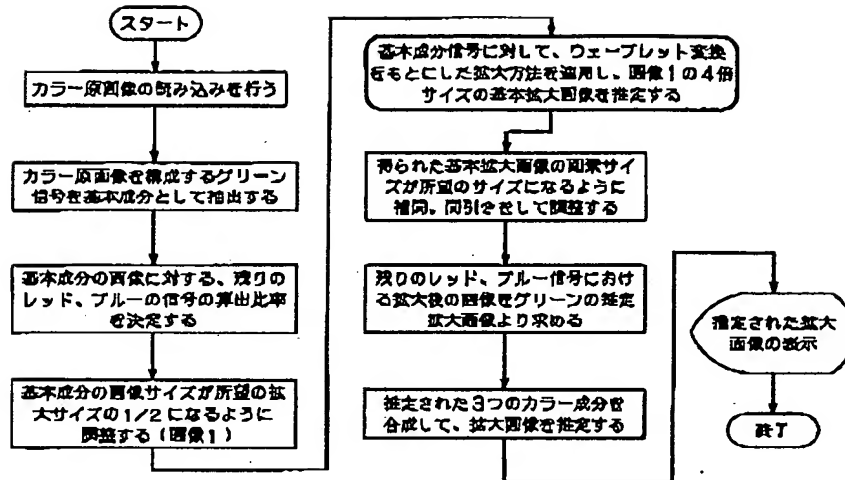 スタート
カラー原画像の読み込みを行う
カラー原画像を構成するグリーン
信号を基本成分として抽出する
基本成分の画像に対する、残りの
レッド、ブルーの信号の算出比率
を決定する
基本成分の画像サイズが所望の拡
大サイズの1/2になるように
調整する(画像1)
基本成分信号に対して、ウェーブレット変換
をもとにした拡大方法を適用し、画像1の4倍
サイズの基本拡大画像を推定する
得られた基本拡大画像の画素サイ
ズが所望のサイズになるように
補間、間引きをして調整する
残りのレッド、ブルー信号におけ
る拡大後の画像をグリーンの推定
拡大画像より求める
推定された3つのカラー成分を
合成して、拡大画像を推定する
推定された拡大
画像の表示
終了